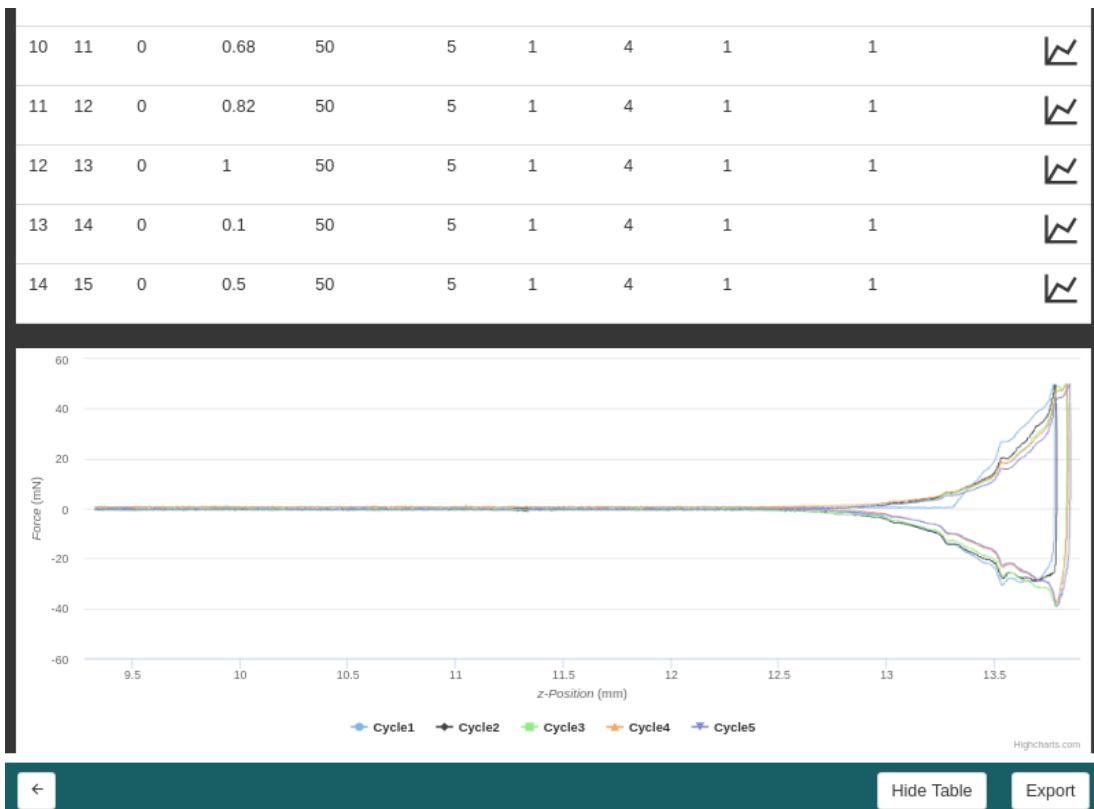 10 11 0 0.68 50 5 1 4 1 1
11 12 0 0.82 50 5 1 4 1 1
12 13 0 1 50 5 1 4 1 1
13 14 0 0.1 50 5 1 4 1 1
14 15 0 0.5 50 5 1 4 1 1
60
40
20
0
-20
-40
-60
Force (mN)
9.5 10 10.5 11 11.5 12 12.5 13 13.5
z-Position (mm)
Cycle1 Cycle2 Cycle3 Cycle4 Cycle5
Highcharts.com
Hide Table Export